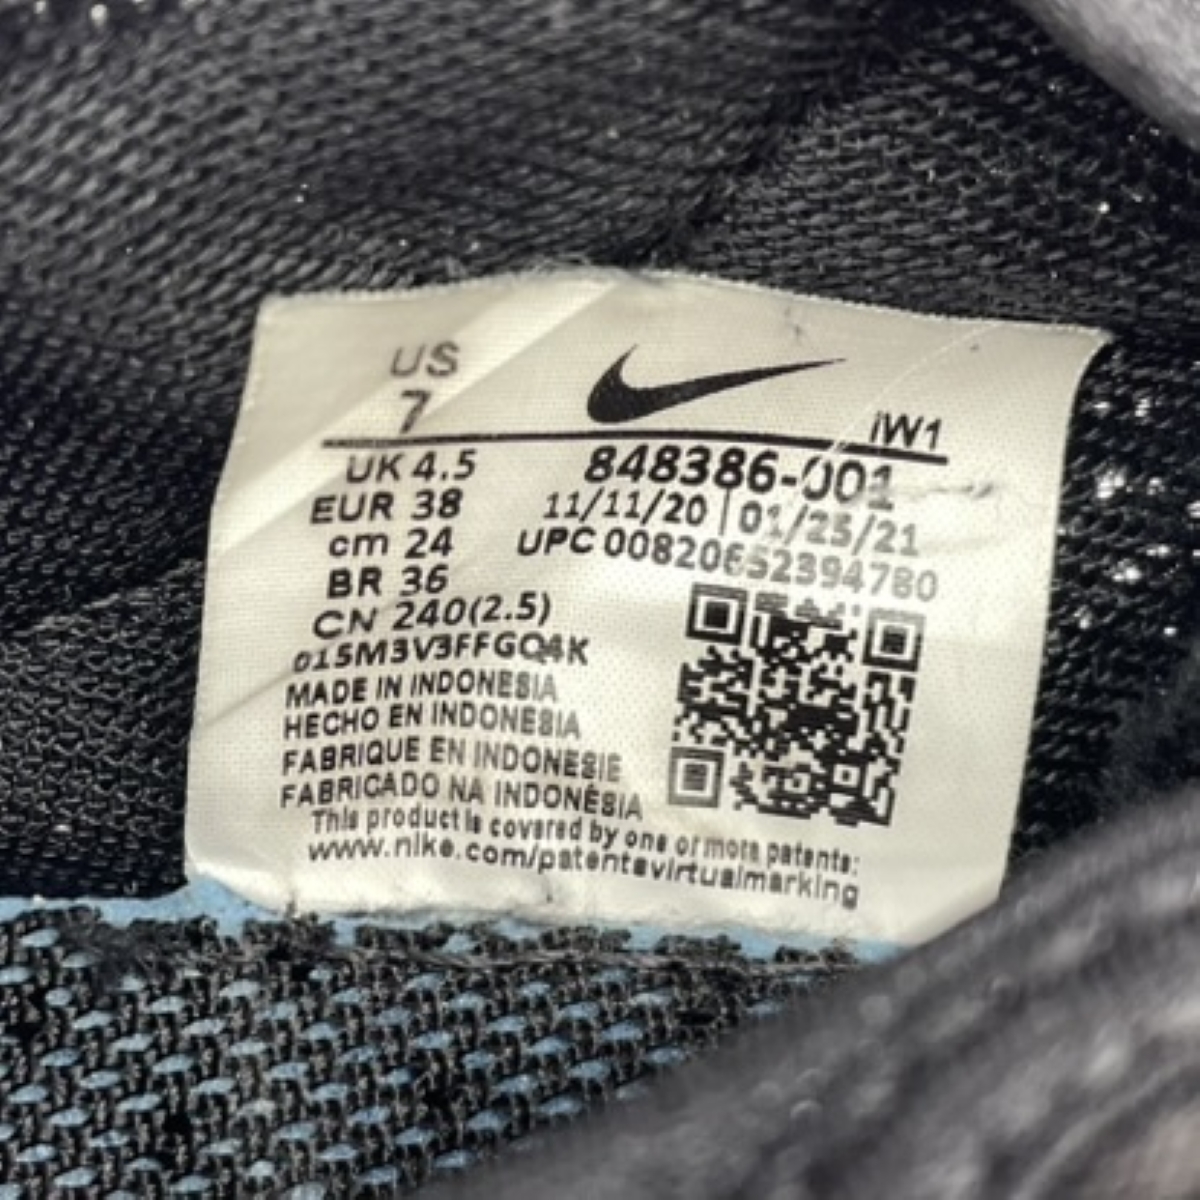 US
7
iW1
UK 4.5
EUR 38
cm 24
BR 36
CN 240(2.5)
848386-001
11/11/20 | 01/25/21
UPC 00820652394780
015M3V3FFGQ4K
MADE IN INDONESIA
HECHO EN INDONESIA
FABRIQUE EN INDONESIE
FABRICADO NA INDONÉSIA
This product is covered by one or more patents:
www.nike.com/patentsvirtualmarking